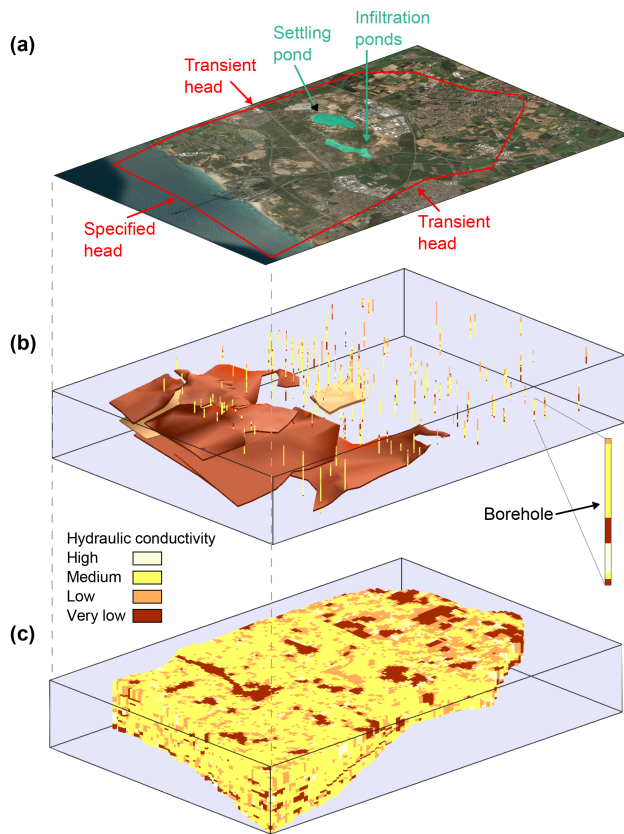 (a)
Settling
pond
Infiltration
ponds
Transient
head
Specified
head
Transient
head
(b)
Borehole
Hydraulic conductivity
High
Medium
Low
Very low
(c)